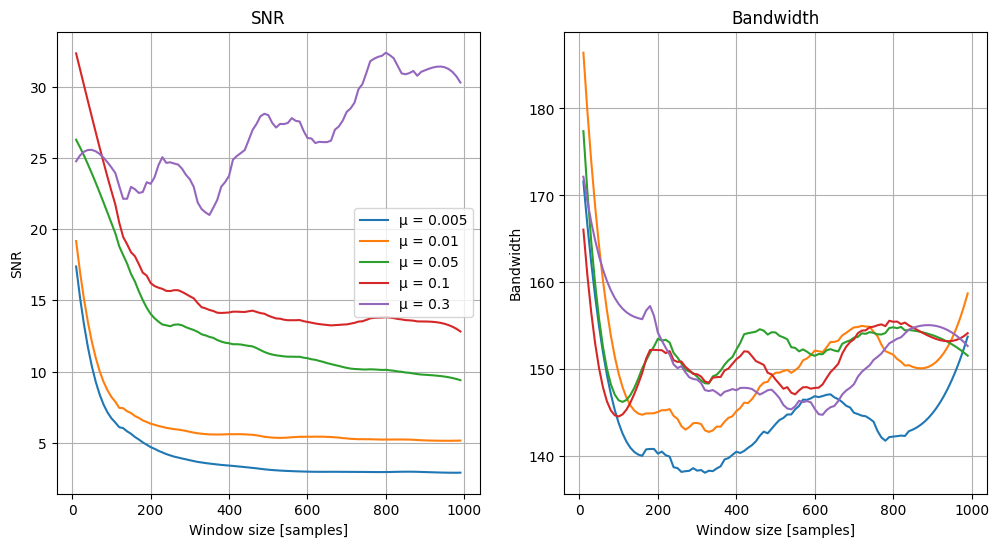 SNR
SNR
30
25
20
15
10
5
0
200
400
600
800
1000
Window size [samples]
μ = 0.005
μ = 0.01
μ = 0.05
μ = 0.1
μ = 0.3
Bandwidth
Bandwidth
180
170
160
150
140
0
200
400
600
800
1000
Window size [samples]